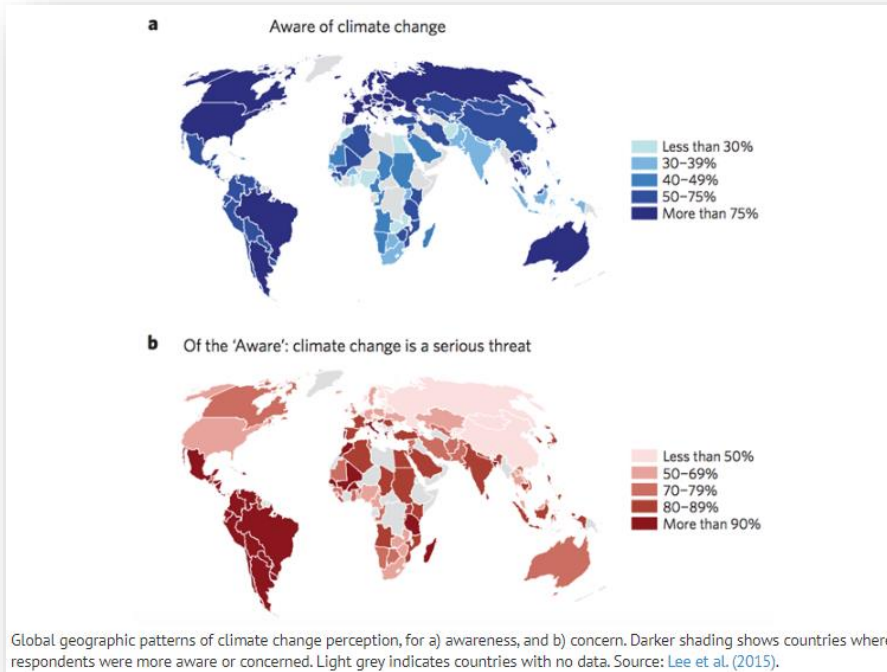 a Aware of climate change
Less than 30%
30–39%
40–49%
50–75%
More than 75%
b Of the ‘Aware’: climate change is a serious threat
Less than 50%
50–69%
70–79%
80–89%
More than 90%
Global geographic patterns of climate change perception, for a) awareness, and b) concern. Darker shading shows countries where
respondents were more aware or concerned. Light grey indicates countries with no data. Source: Lee et al. (2015).